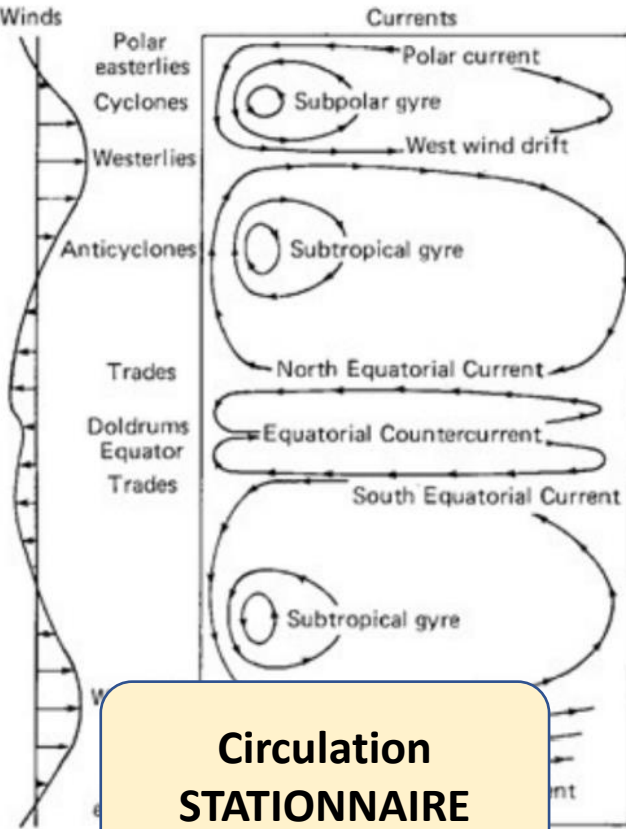 Winds
Currents
Polar
easterlies
Polar current
Cyclones
Subpolar gyre
West wind drift
Westerlies
Anticyclones
Subtropical gyre
Trades
North Equatorial Current
Doldrums
Equatorial Countercurrent
Equator
Trades
South Equatorial Current
Subtropical gyre
Circulation
STATIONNAIRE